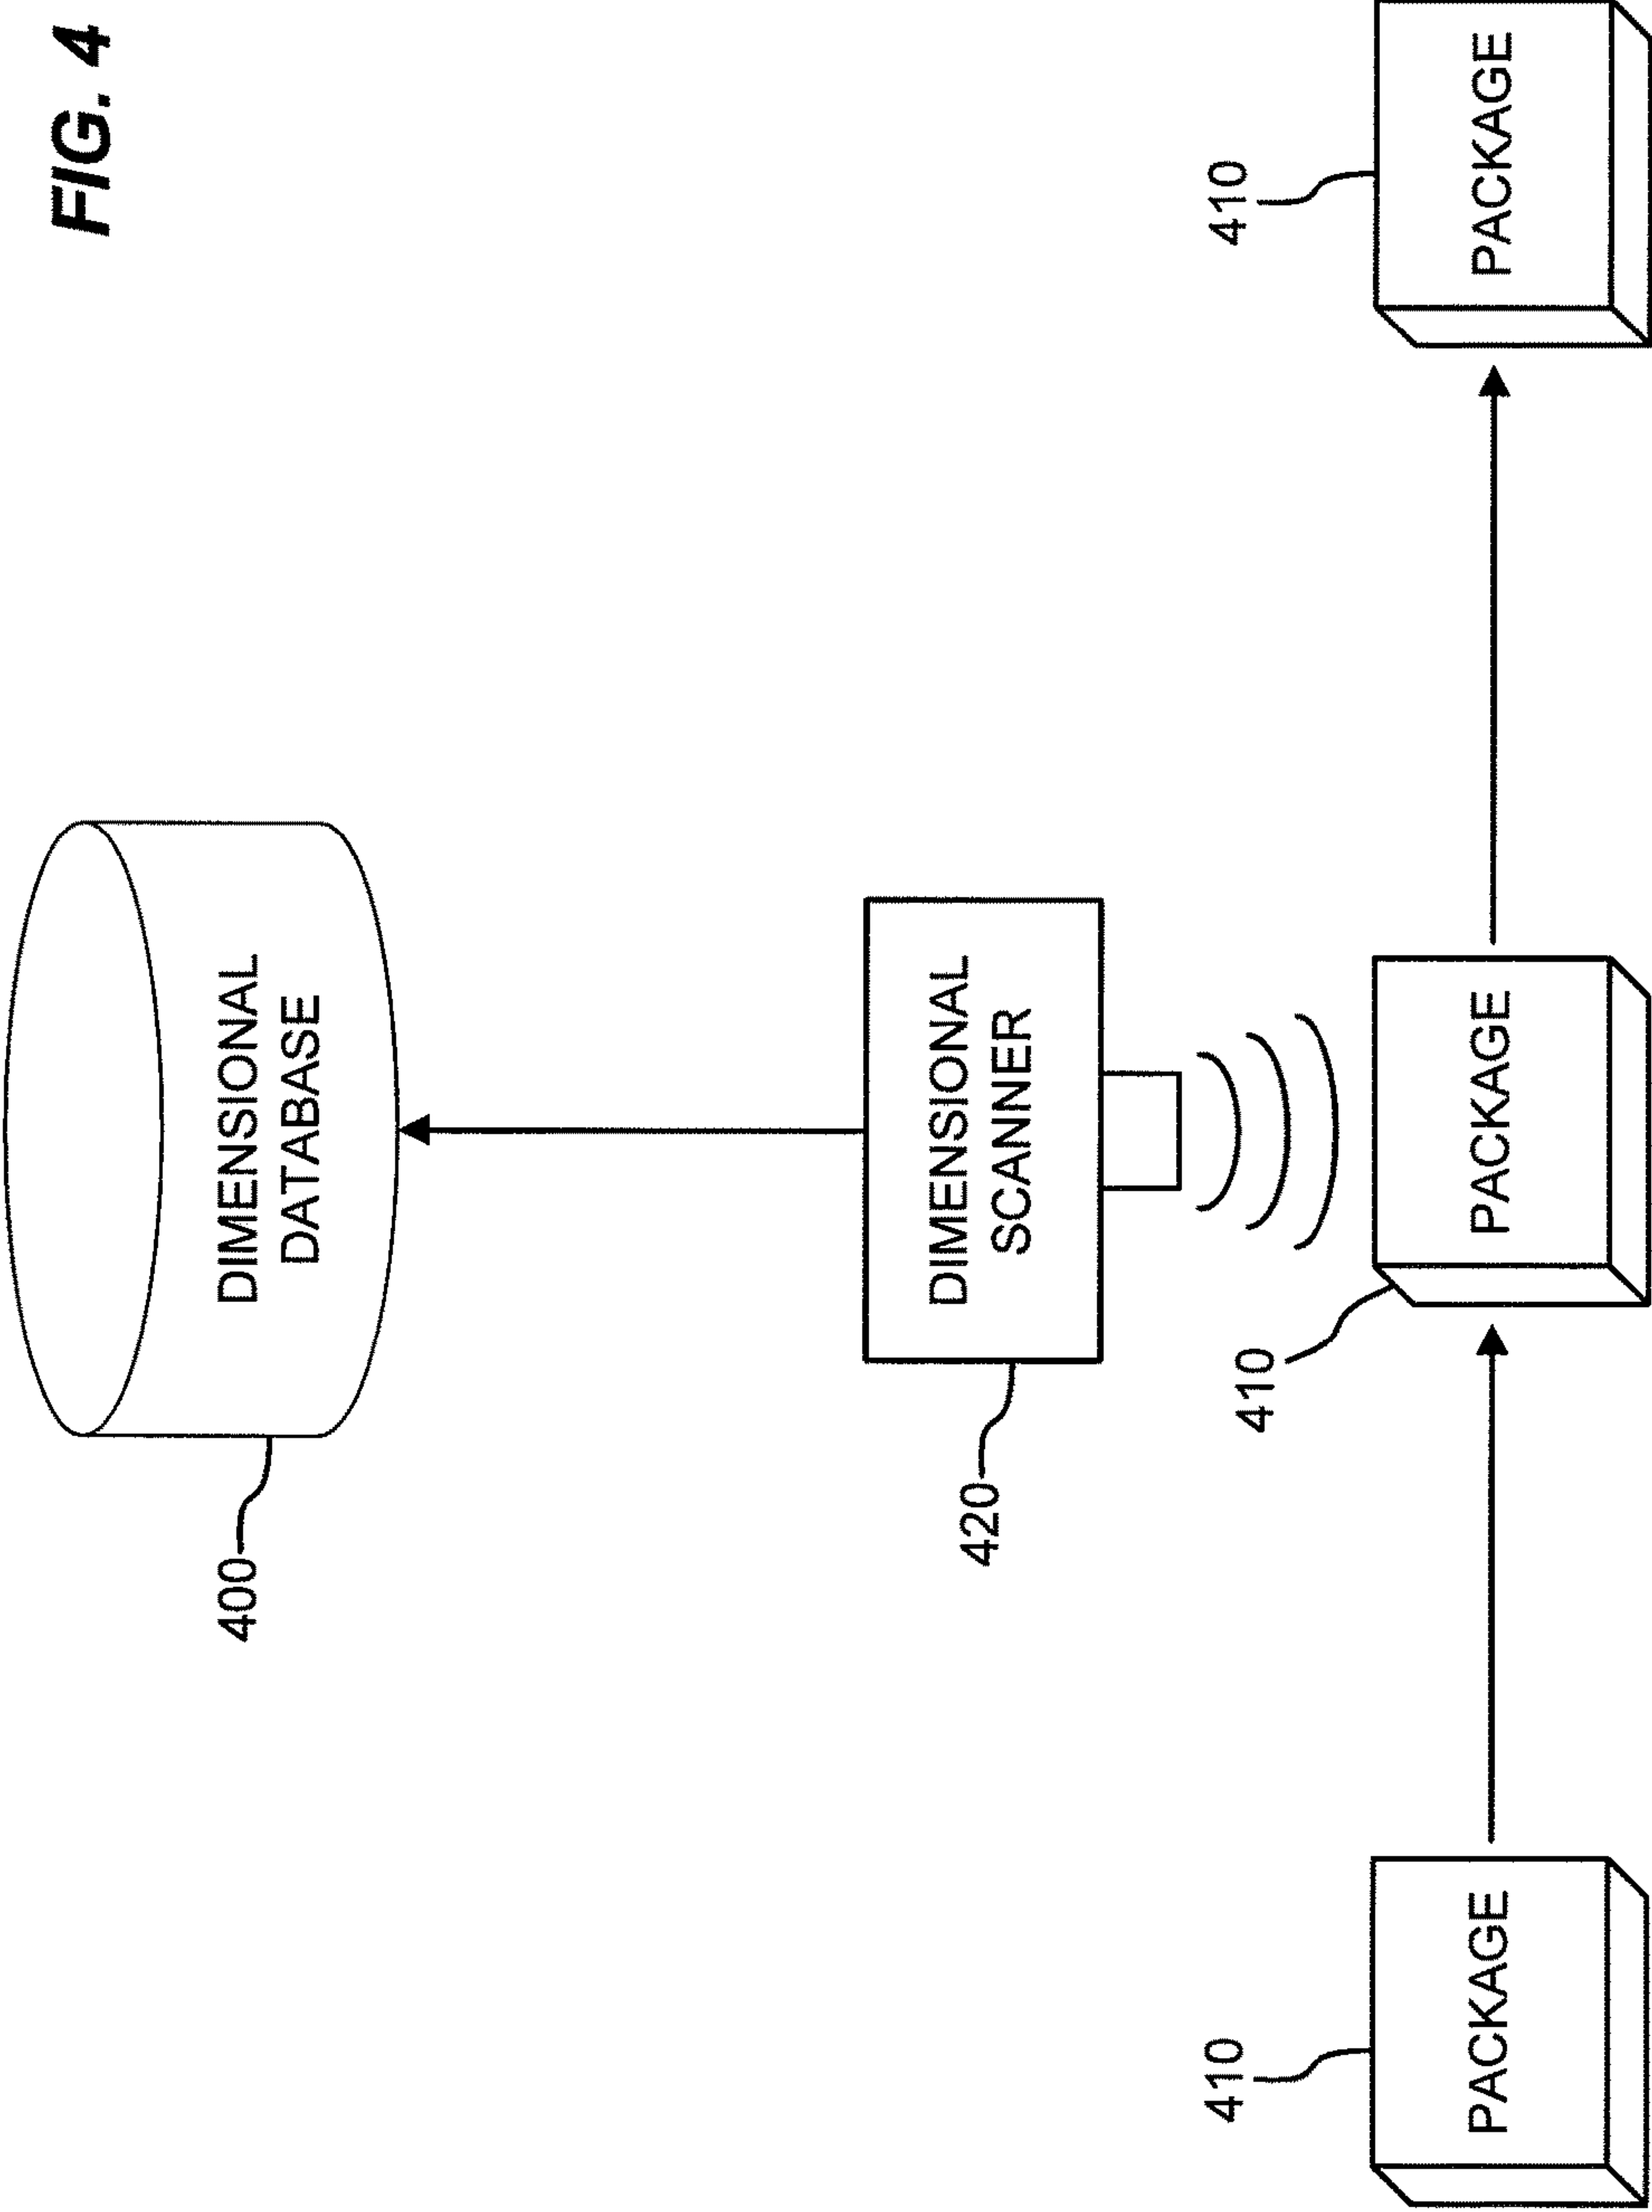 FIG. 4
DIMENSIONAL
DATABASE
400
DIMENSIONAL
SCANNER
420
410
410
410
PACKAGE
PACKAGE
PACKAGE